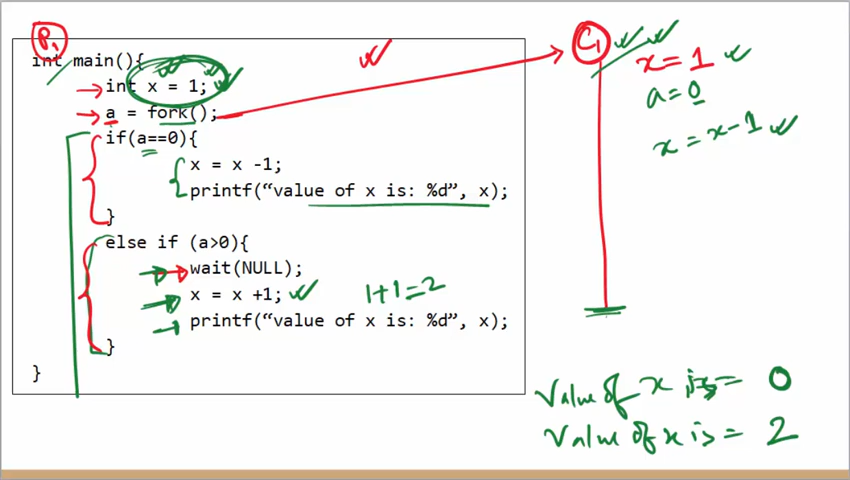 P1
int main(){
int x = 1;
a = fork();
if(a==0){
x = x -1;
printf(“value of x is: %d”, x);
}
else if (a>0){
wait(NULL);
x = x +1;
1+1=2
printf(“value of x is: %d”, x);
}
}
C1
x=1
a=0
x=x-1
Value of x is= 0
Value of x is= 2